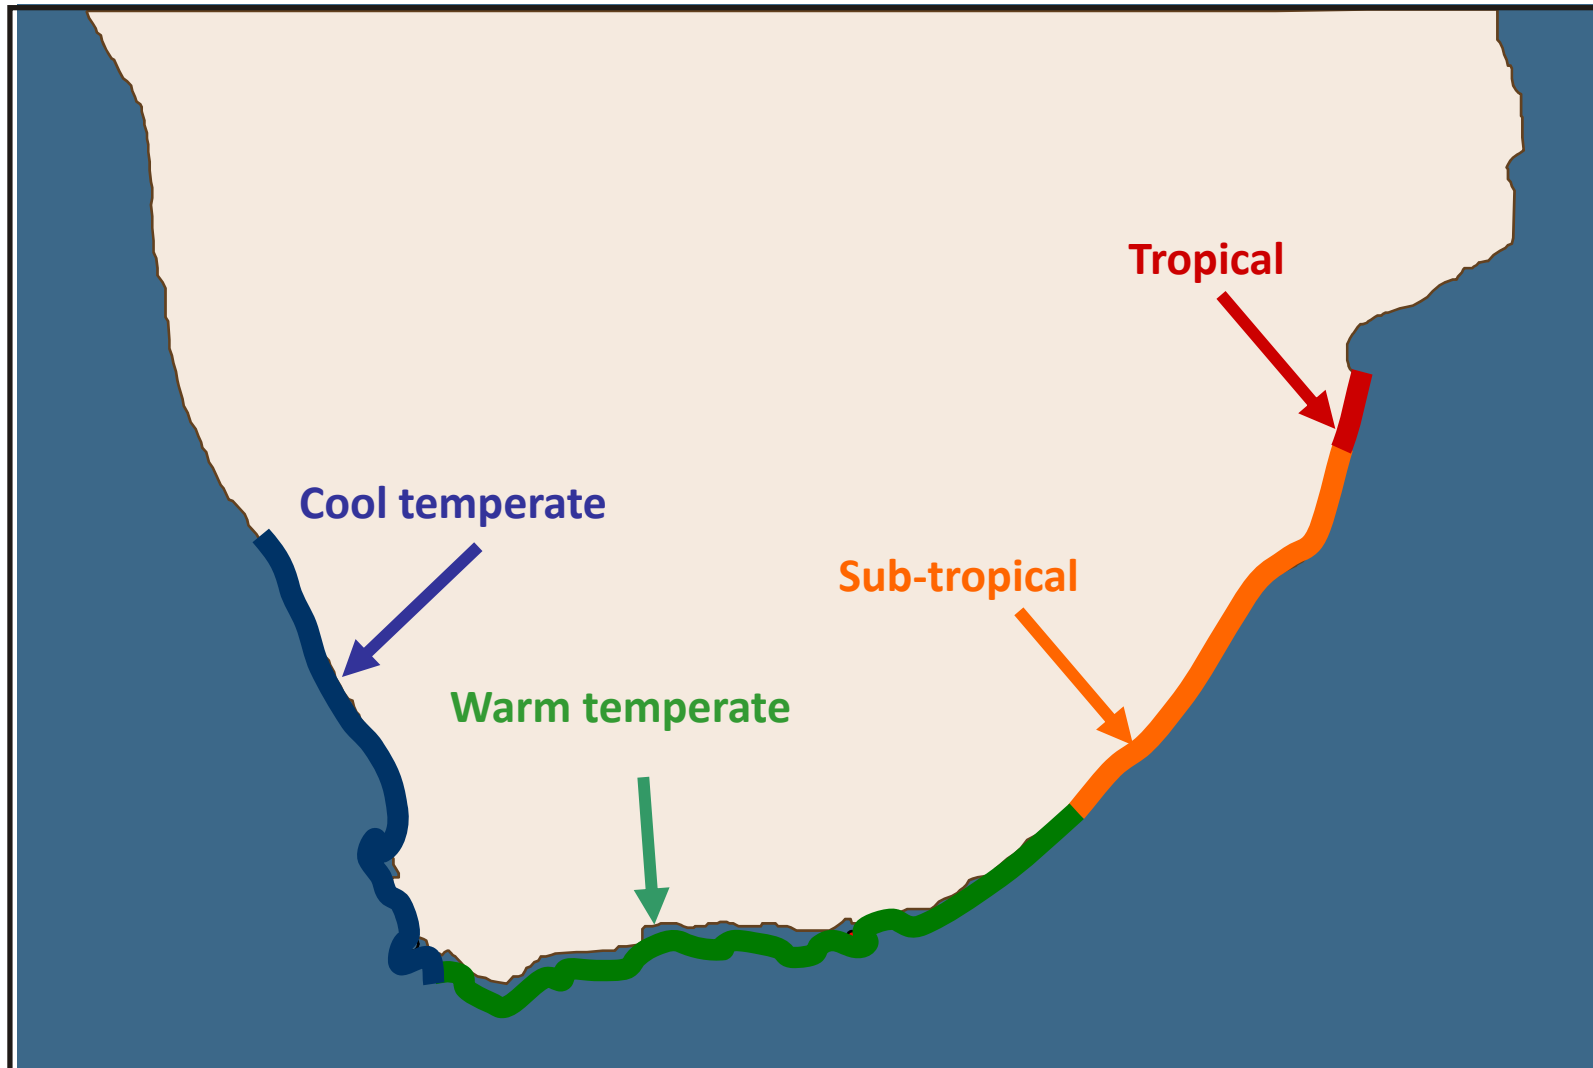 Tropical
Cool temperate
Sub-tropical
Warm temperate